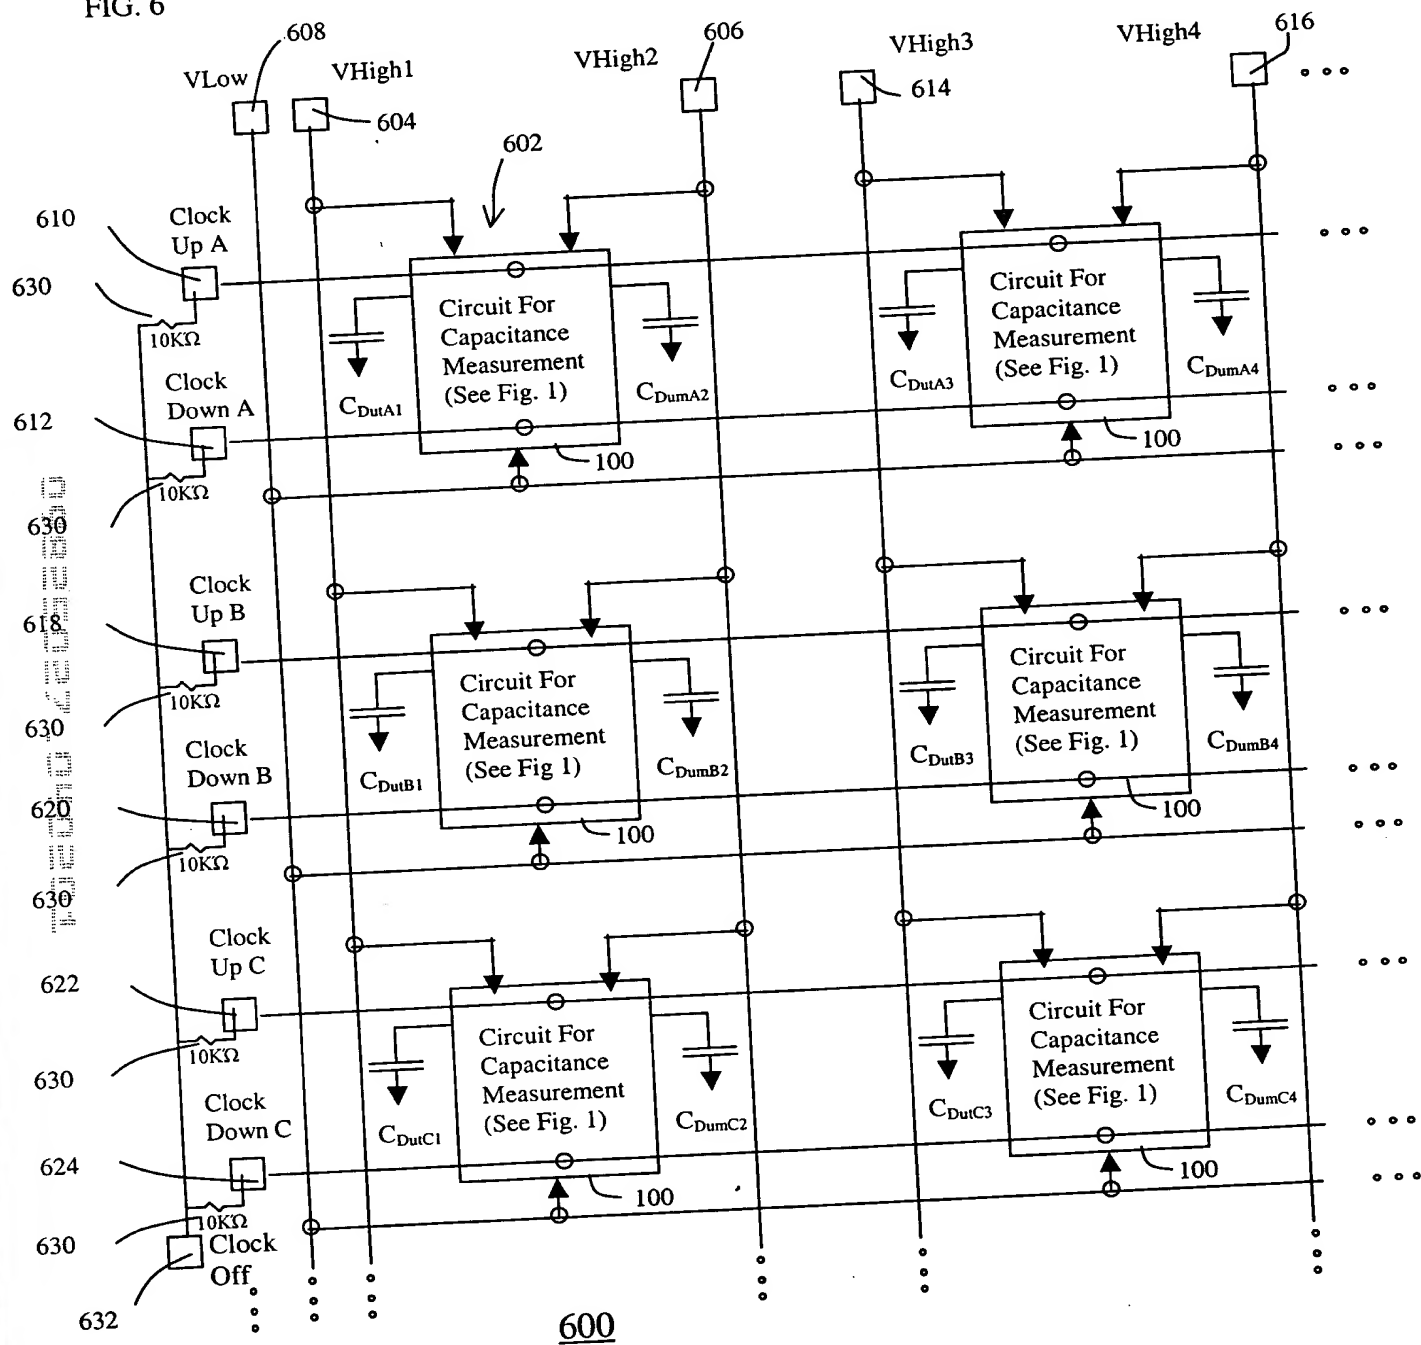 FIG. 6
608
606
616
VLow
VHigh1
VHigh2
VHigh3
VHigh4
604
614
602
610
Clock
Up A
630
10KΩ
Circuit For
Capacitance
Measurement
(See Fig. 1)
CDutA1
CDumA2
100
Circuit For
Capacitance
Measurement
(See Fig. 1)
CDutA3
CDumA4
100
Clock
Down A
612
10KΩ
630
Clock
Up B
618
10KΩ
630
Circuit For
Capacitance
Measurement
(See Fig 1)
CDutB1
CDumB2
100
Circuit For
Capacitance
Measurement
(See Fig. 1)
CDutB3
CDumB4
100
Clock
Down B
620
10KΩ
630
Clock
Up C
622
10KΩ
630
Circuit For
Capacitance
Measurement
(See Fig. 1)
CDutC1
CDumC2
100
Circuit For
Capacitance
Measurement
(See Fig. 1)
CDutC3
CDumC4
100
Clock
Down C
624
10KΩ
630
Clock
Off
632
600